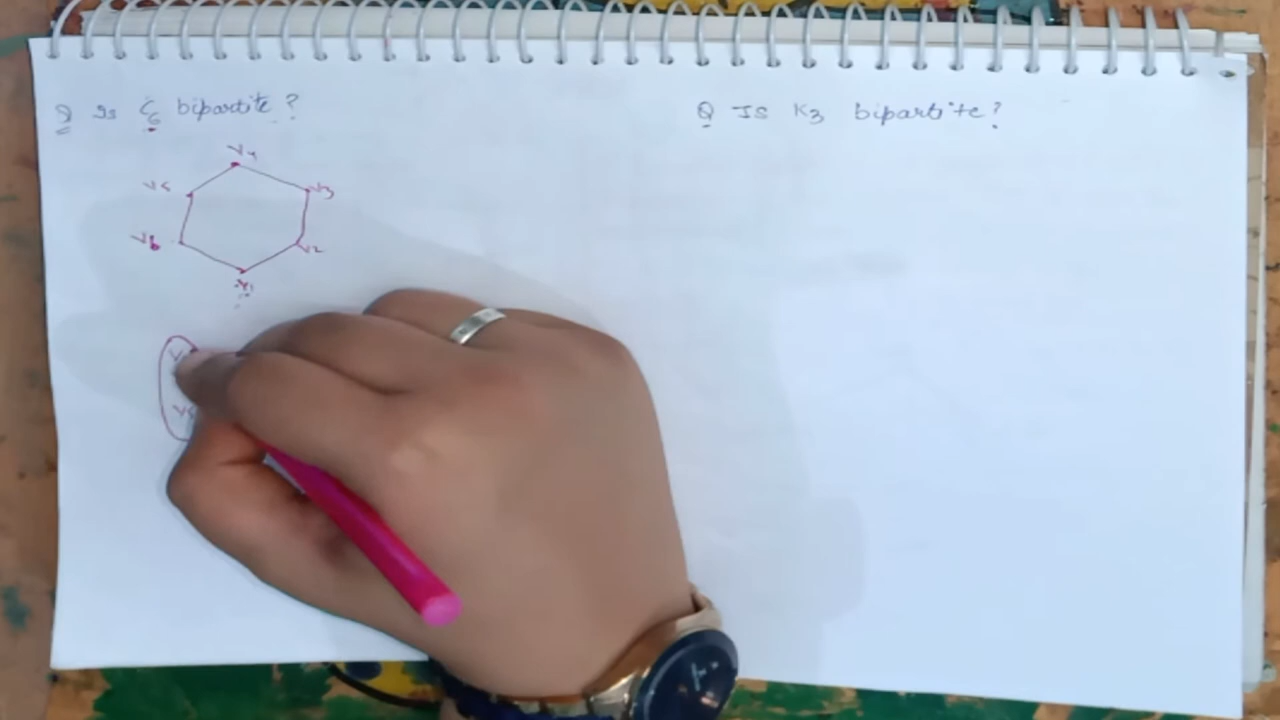 Q Is C6 bipartite?
V4
V5
V3
V6
V2
V1
Q Is K3 bipartite?